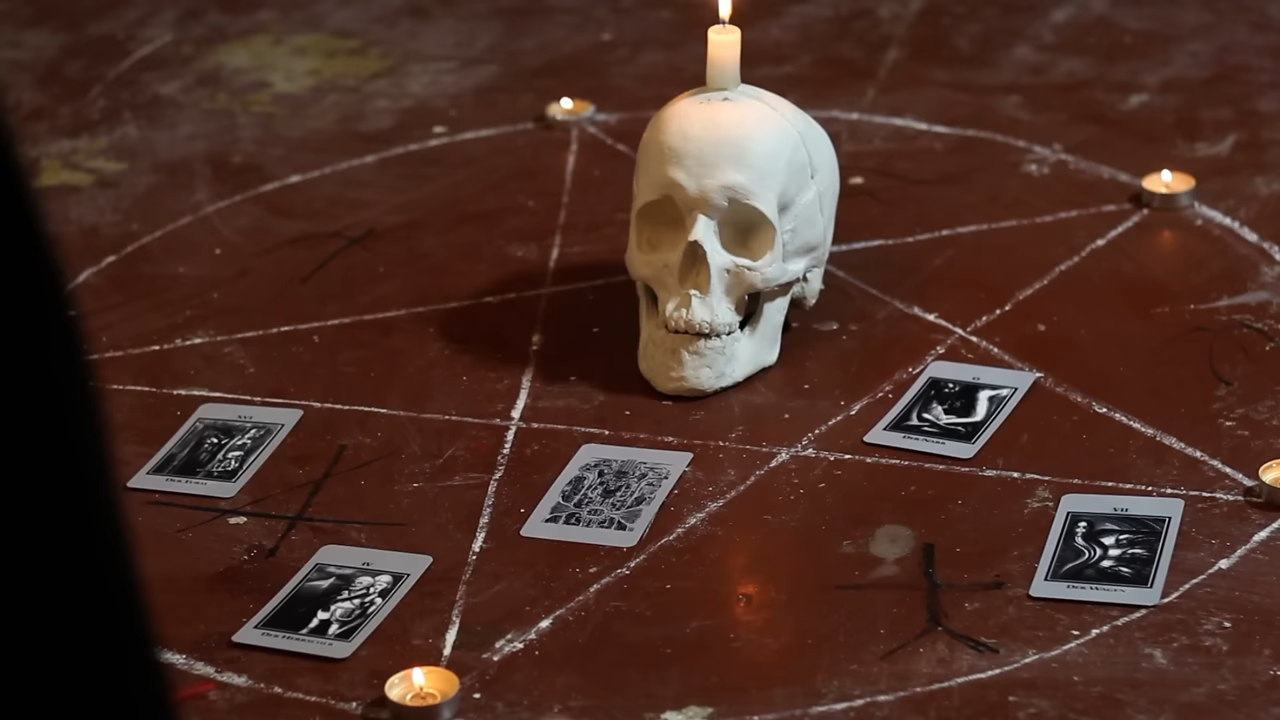 0
DER NARR
XVI
DER TURM
VII
DER WAGEN
IV
DER HERRSCHER